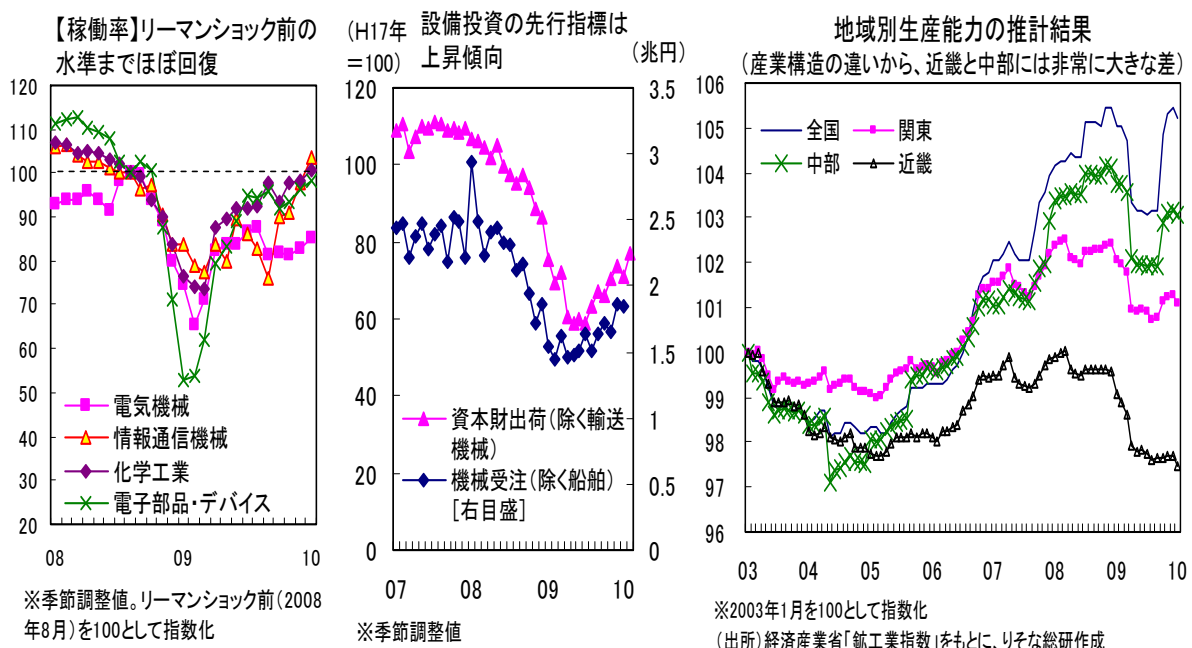 【稼働率】リーマンショック前の
水準までほぼ回復
120
110
100
90
80
70
60
50
40
30
20
電気機械
情報通信機械
化学工業
電子部品・デバイス
08
09
10
※季節調整値。リーマンショック前(2008
年8月)を100として指数化
(H17年
=100)
設備投資の先行指標は
上昇傾向
(兆円)
120
100
80
60
40
20
0
3.5
3
2.5
2
1.5
1
0.5
0
資本財出荷(除く輸送
機械)
機械受注(除く船舶)
[右目盛]
07
08
09
10
※季節調整値
地域別生産能力の推計結果
(産業構造の違いから、近畿と中部には非常に大きな差)
106
105
104
103
102
101
100
99
98
97
96
全国
関東
中部
近畿
03
04
05
06
07
08
09
10
※2003年1月を100として指数化
(出所)経済産業省「鉱工業指数」をもとに、りそな総研作成